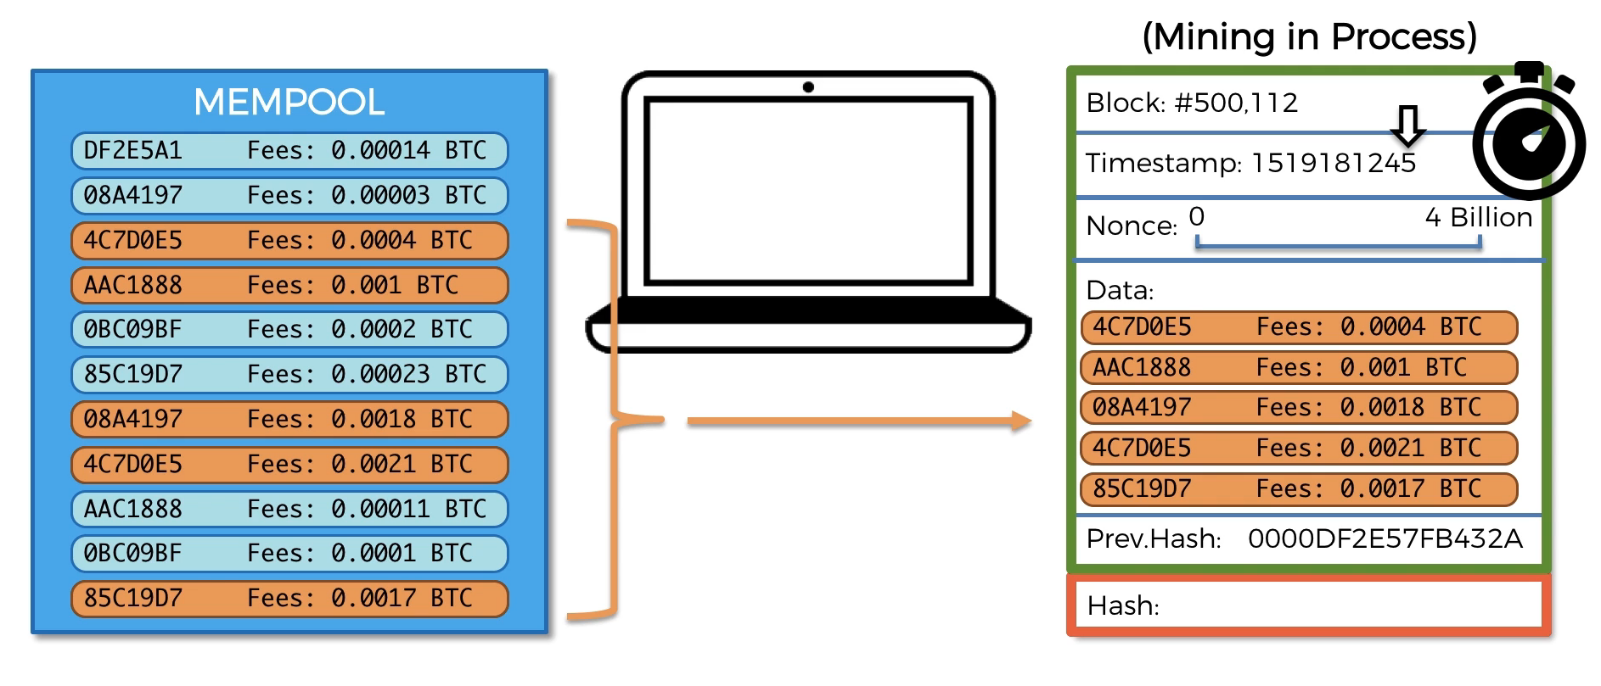 MEMPOOL
DF2E5A1 Fees: 0.00014 BTC
08A4197 Fees: 0.00003 BTC
4C7D0E5 Fees: 0.0004 BTC
AAC1888 Fees: 0.001 BTC
0BC09BF Fees: 0.0002 BTC
85C19D7 Fees: 0.00023 BTC
08A4197 Fees: 0.0018 BTC
4C7D0E5 Fees: 0.0021 BTC
AAC1888 Fees: 0.00011 BTC
0BC09BF Fees: 0.0001 BTC
85C19D7 Fees: 0.0017 BTC
(Mining in Process)
Block: #500,112
Timestamp: 1519181245
Nonce: 0 4 Billion
Data:
4C7D0E5 Fees: 0.0004 BTC
AAC1888 Fees: 0.001 BTC
08A4197 Fees: 0.0018 BTC
4C7D0E5 Fees: 0.0021 BTC
85C19D7 Fees: 0.0017 BTC
Prev.Hash: 0000DF2E57FB432A
Hash: